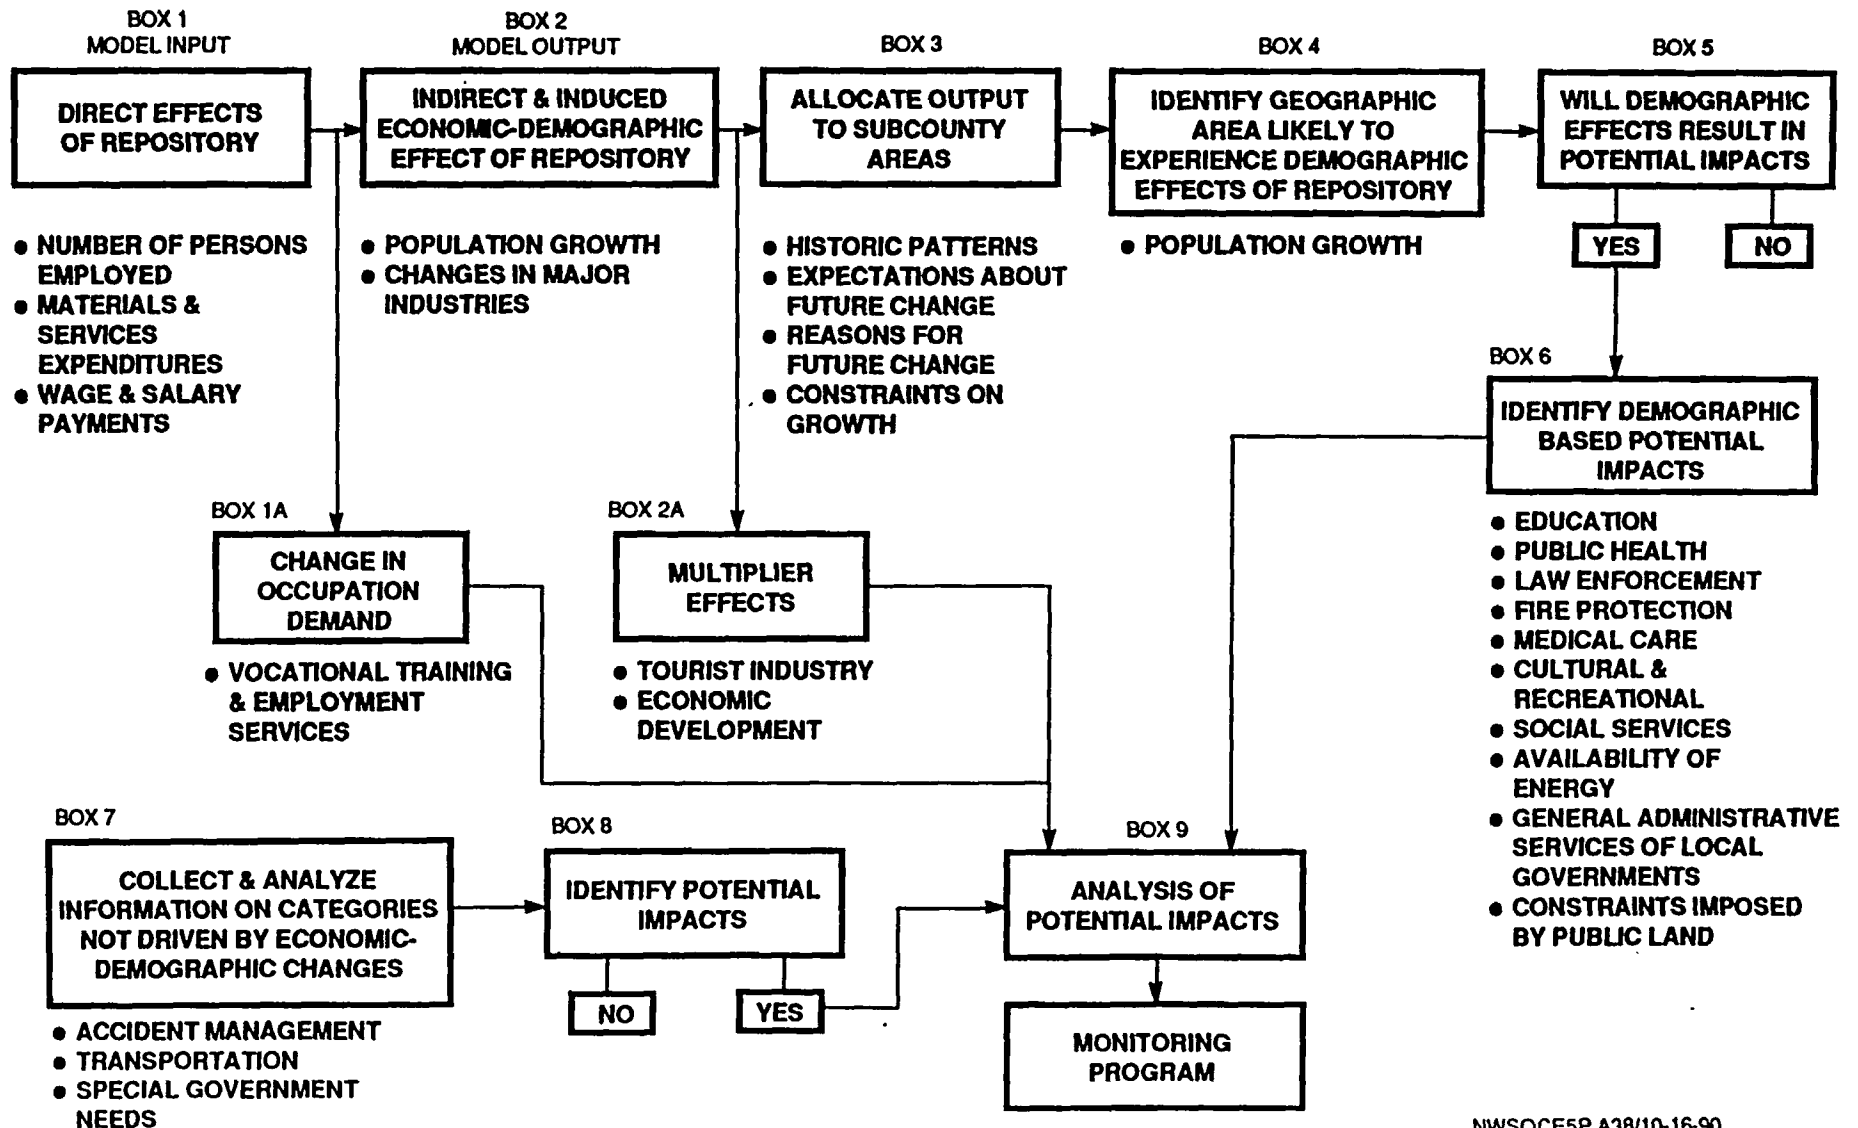 BOX 1
MODEL INPUT
DIRECT EFFECTS
OF REPOSITORY
● NUMBER OF PERSONS
EMPLOYED
● MATERIALS &
SERVICES
EXPENDITURES
● WAGE & SALARY
PAYMENTS
BOX 2
MODEL OUTPUT
INDIRECT & INDUCED
ECONOMIC-DEMOGRAPHIC
EFFECT OF REPOSITORY
● POPULATION GROWTH
● CHANGES IN MAJOR
INDUSTRIES
BOX 3
ALLOCATE OUTPUT
TO SUBCOUNTY
AREAS
● HISTORIC PATTERNS
● EXPECTATIONS ABOUT
FUTURE CHANGE
● REASONS FOR
FUTURE CHANGE
● CONSTRAINTS ON
GROWTH
BOX 4
IDENTIFY GEOGRAPHIC
AREA LIKELY TO
EXPERIENCE DEMOGRAPHIC
EFFECTS OF REPOSITORY
● POPULATION GROWTH
BOX 5
WILL DEMOGRAPHIC
EFFECTS RESULT IN
POTENTIAL IMPACTS
YES
NO
BOX 6
IDENTIFY DEMOGRAPHIC
BASED POTENTIAL
IMPACTS
● EDUCATION
● PUBLIC HEALTH
● LAW ENFORCEMENT
● FIRE PROTECTION
● MEDICAL CARE
● CULTURAL &
RECREATIONAL
● SOCIAL SERVICES
● AVAILABILITY OF
ENERGY
● GENERAL ADMINISTRATIVE
SERVICES OF LOCAL
GOVERNMENTS
● CONSTRAINTS IMPOSED
BY PUBLIC LAND
BOX 1A
CHANGE IN
OCCUPATION
DEMAND
● VOCATIONAL TRAINING
& EMPLOYMENT
SERVICES
BOX 2A
MULTIPLIER
EFFECTS
● TOURIST INDUSTRY
● ECONOMIC
DEVELOPMENT
BOX 7
COLLECT & ANALYZE
INFORMATION ON CATEGORIES
NOT DRIVEN BY ECONOMIC-
DEMOGRAPHIC CHANGES
● ACCIDENT MANAGEMENT
● TRANSPORTATION
● SPECIAL GOVERNMENT
NEEDS
BOX 8
IDENTIFY POTENTIAL
IMPACTS
NO
YES
BOX 9
ANALYSIS OF
POTENTIAL IMPACTS
MONITORING
PROGRAM
NWSOCE5P.A38/10-16-90